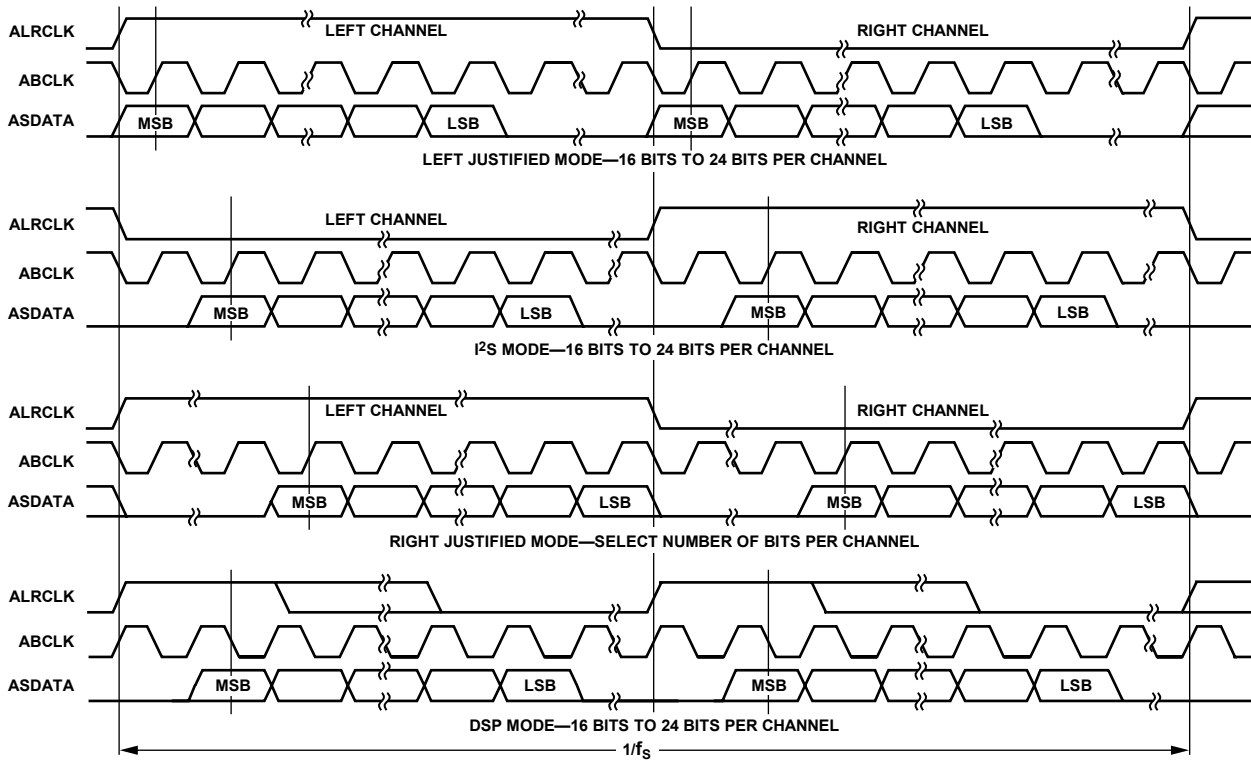 ALRCLK
LEFT CHANNEL
RIGHT CHANNEL
ABCLK
ASDATA
MSB
LSB
MSB
LSB
LEFT JUSTIFIED MODE—16 BITS TO 24 BITS PER CHANNEL
ALRCLK
LEFT CHANNEL
RIGHT CHANNEL
ABCLK
ASDATA
MSB
LSB
MSB
LSB
I²S MODE—16 BITS TO 24 BITS PER CHANNEL
ALRCLK
LEFT CHANNEL
RIGHT CHANNEL
ABCLK
ASDATA
MSB
LSB
MSB
LSB
RIGHT JUSTIFIED MODE—SELECT NUMBER OF BITS PER CHANNEL
ALRCLK
ABCLK
ASDATA
MSB
LSB
MSB
LSB
DSP MODE—16 BITS TO 24 BITS PER CHANNEL
1/fS